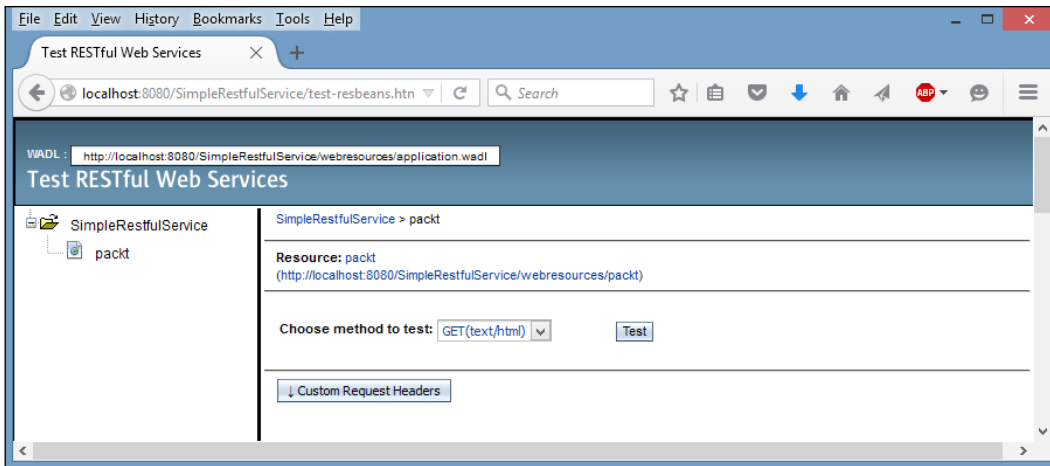 File Edit View History Bookmarks Tools Help
Test RESTful Web Services
localhost:8080/SimpleRestfulService/test-resbeans.htn
Search
ABP
WADL : http://localhost:8080/SimpleRestfulService/webresources/application.wadl
Test RESTful Web Services
SimpleRestfulService
packt
SimpleRestfulService > packt
Resource: packt
(http://localhost:8080/SimpleRestfulService/webresources/packt)
Choose method to test: GET(text/html) Test
↓ Custom Request Headers